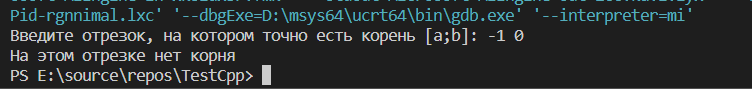 Pid-rgnnimal.lxc' '--dbgExe=D:\msys64\ucrt64\bin\gdb.exe' '--interpreter=mi'
Введите отрезок, на котором точно есть корень [a;b]: -1 0
На этом отрезке нет корня
PS E:\source\repos\TestCpp>